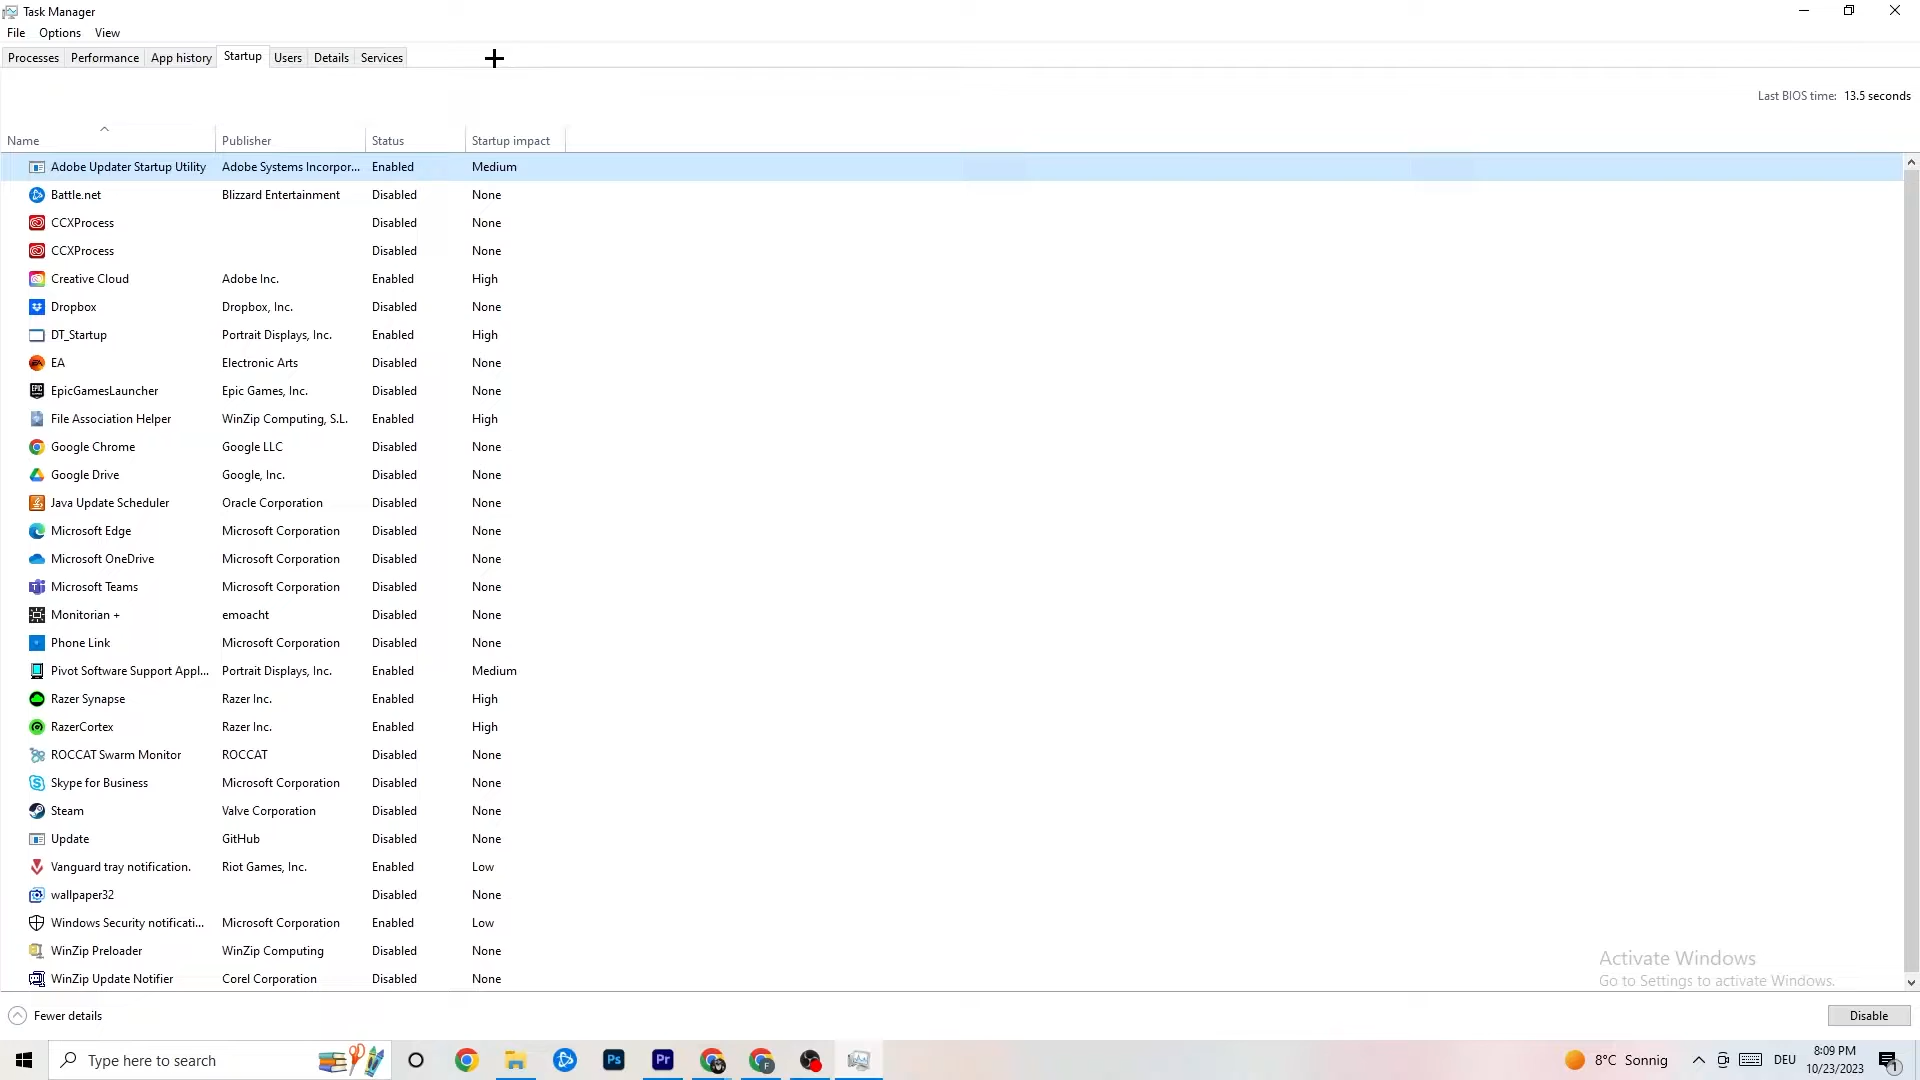 Task Manager
File Options View
Processes Performance App history Startup Users Details Services
Last BIOS time: 13.5 seconds
Name Publisher Status Startup impact
Adobe Updater Startup Utility Adobe Systems Incorpor... Enabled Medium
Battle.net Blizzard Entertainment Disabled None
CCXProcess Disabled None
CCXProcess Disabled None
Creative Cloud Adobe Inc. Enabled High
Dropbox Dropbox, Inc. Disabled None
DT_Startup Portrait Displays, Inc. Enabled High
EA Electronic Arts Disabled None
EpicGamesLauncher Epic Games, Inc. Disabled None
File Association Helper WinZip Computing, S.L. Enabled High
Google Chrome Google LLC Disabled None
Google Drive Google, Inc. Disabled None
Java Update Scheduler Oracle Corporation Disabled None
Microsoft Edge Microsoft Corporation Disabled None
Microsoft OneDrive Microsoft Corporation Disabled None
Microsoft Teams Microsoft Corporation Disabled None
Monitorian + emoacht Disabled None
Phone Link Microsoft Corporation Disabled None
Pivot Software Support Appl... Portrait Displays, Inc. Enabled Medium
Razer Synapse Razer Inc. Enabled High
RazerCortex Razer Inc. Enabled High
ROCCAT Swarm Monitor ROCCAT Disabled None
Skype for Business Microsoft Corporation Disabled None
Steam Valve Corporation Disabled None
Update GitHub Disabled None
Vanguard tray notification. Riot Games, Inc. Enabled Low
wallpaper32 Disabled None
Windows Security notificati... Microsoft Corporation Enabled Low
WinZip Preloader WinZip Computing Disabled None
WinZip Update Notifier Corel Corporation Disabled None
Activate Windows
Go to Settings to activate Windows.
Fewer details Disable
Type here to search Ps Pr F 8°C Sonnig DEU 8:09 PM
10/23/2023 1